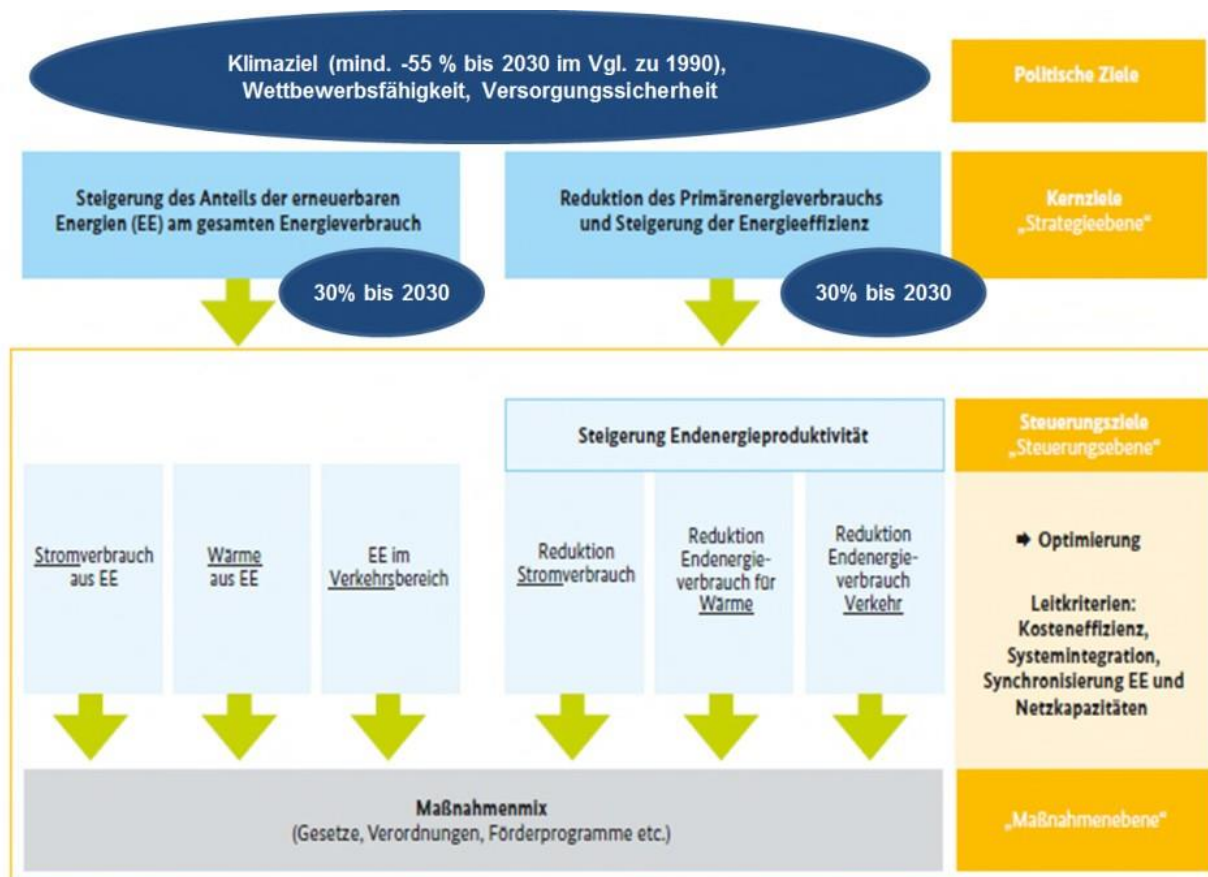 Klimaziel (mind. -55 % bis 2030 im Vgl. zu 1990),
Wettbewerbsfähigkeit, Versorgungssicherheit
Politische Ziele
Steigerung des Anteils der erneuerbaren
Energien (EE) am gesamten Energieverbrauch
Reduktion des Primärenergieverbrauchs
und Steigerung der Energieeffizienz
Kernziele
„Strategieebene“
30% bis 2030
30% bis 2030
Steigerung Endenergieproduktivität
Steuerungsziele
„Steuerungsebene“
Stromverbrauch
aus EE
Wärme
aus EE
EE im
Verkehrsbereich
Reduktion
Stromverbrauch
Reduktion
Endenergie-
verbrauch für
Wärme
Reduktion
Endenergie-
verbrauch
Verkehr
➡ Optimierung
Leitkriterien:
Kosteneffizienz,
Systemintegration,
Synchronisierung EE und
Netzkapazitäten
Maßnahmenmix
(Gesetze, Verordnungen, Förderprogramme etc.)
„Maßnahmenebene“